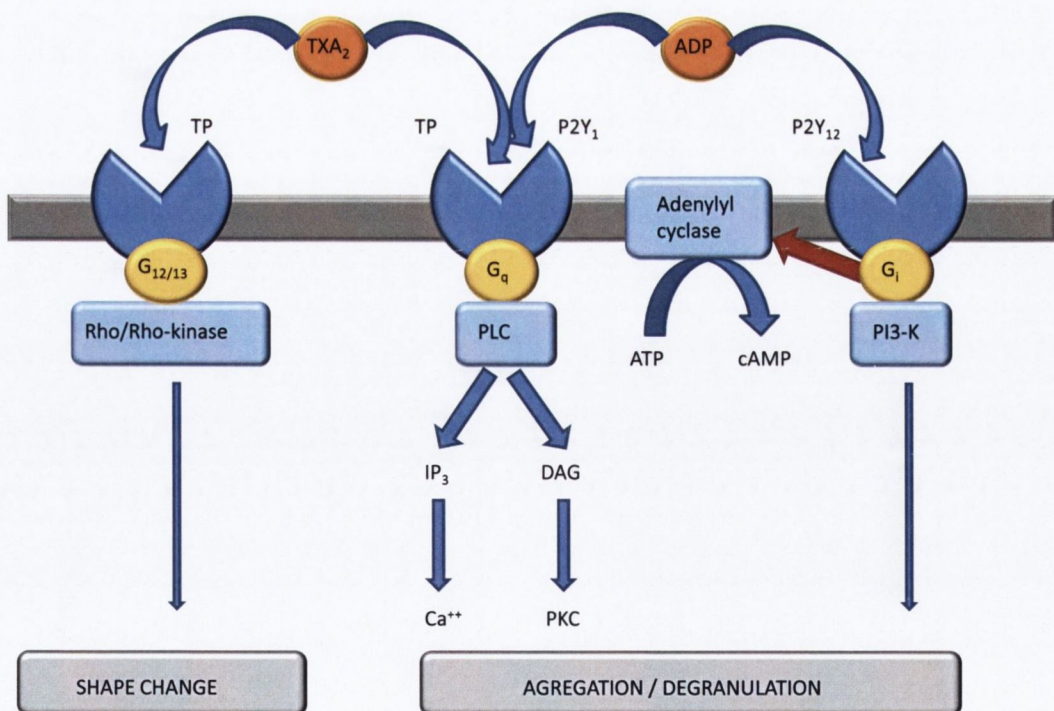 TXA₂
ADP
TP
TP
P2Y₁
P2Y₁₂
Adenylyl
cyclase
G₁₂/₁₃
Gq
Gᵢ
Rho/Rho-kinase
PLC
PI3-K
ATP
cAMP
IP₃
DAG
Ca⁺⁺
PKC
SHAPE CHANGE
AGREGATION / DEGRANULATION